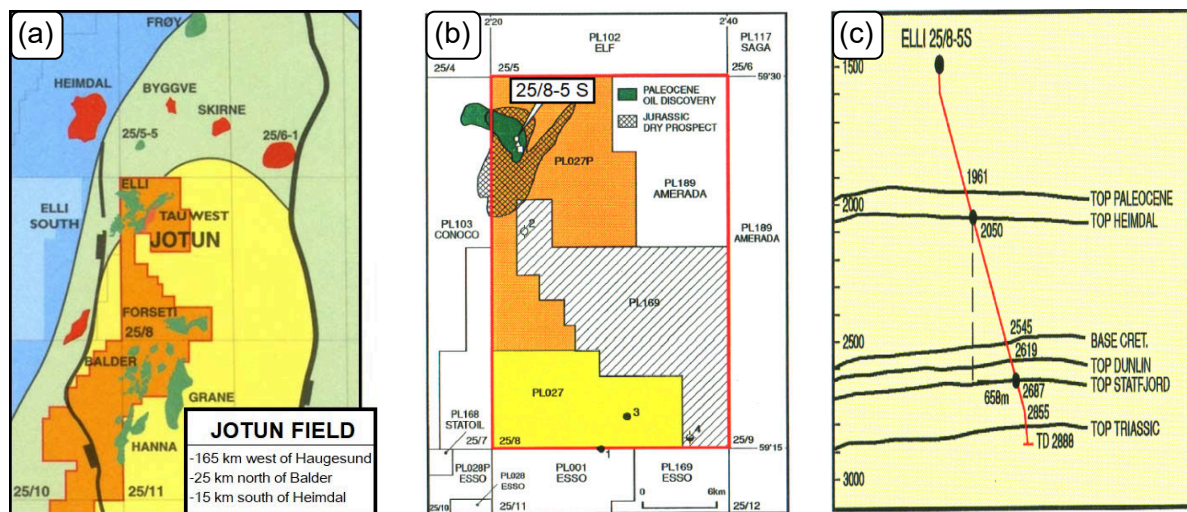 (a)
FRØY
HEIMDAL
BYGGVE
SKIRNE
25/5-5
25/6-1
ELLI
ELLI
SOUTH
TAU WEST
JOTUN
FORSETI
25/8
BALDER
GRANE
HANNA
25/10
25/11
JOTUN FIELD
-165 km west of Haugesund
-25 km north of Balder
-15 km south of Heimdal
(b)
2°20
2°40
PL102
ELF
PL117
SAGA
25/4
25/5
25/6
59°30
25/8-5 S
PALEOCENE
OIL DISCOVERY
JURASSIC
DRY PROSPECT
PL027P
PL189
AMERADA
PL103
CONOCO
2
PL189
AMERADA
PL169
PL027
3
4
PL168
STATOIL
25/7
25/8
25/9
59°15
1
PL028P
ESSO
PL028
ESSO
PL001
ESSO
PL169
ESSO
0
6km
25/10
25/11
25/12
(c)
ELLI 25/8-5S
1500
1961
TOP PALEOCENE
2000
TOP HEIMDAL
2050
2500
2545
BASE CRET.
2619
TOP DUNLIN
TOP STATFJORD
658m
2687
2855
TOP TRIASSIC
TD 2888
3000